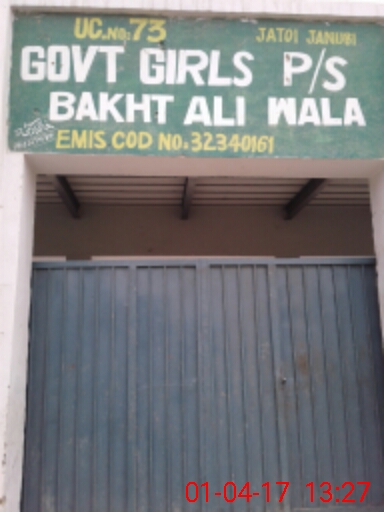 UC.NO: 73 JATOI JANUBI
GOVT GIRLS P/S
BAKHT ALI WALA
EMIS COD NO:32340161
01-04-17 13:27